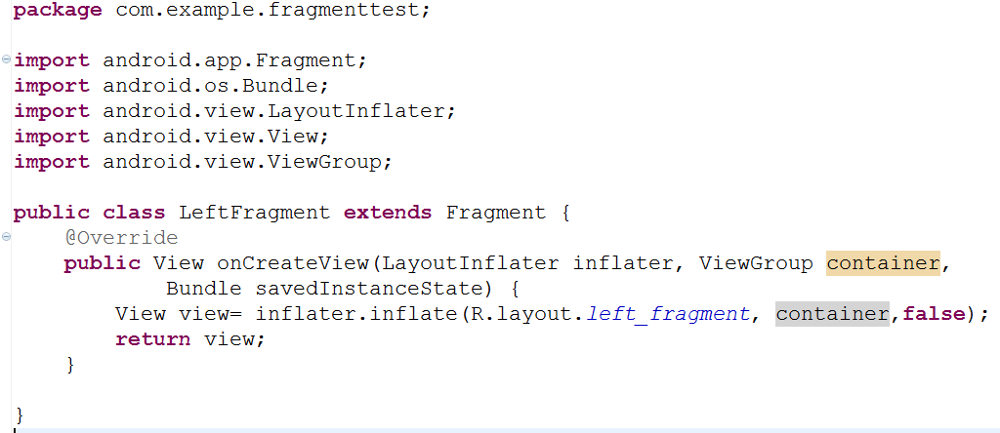 package com.example.fragmenttest;
import android.app.Fragment;
import android.os.Bundle;
import android.view.LayoutInflater;
import android.view.View;
import android.view.ViewGroup;
public class LeftFragment extends Fragment {
@Override
public View onCreateView(LayoutInflater inflater, ViewGroup container,
Bundle savedInstanceState) {
View view= inflater.inflate(R.layout.left_fragment, container,false);
return view;
}
}